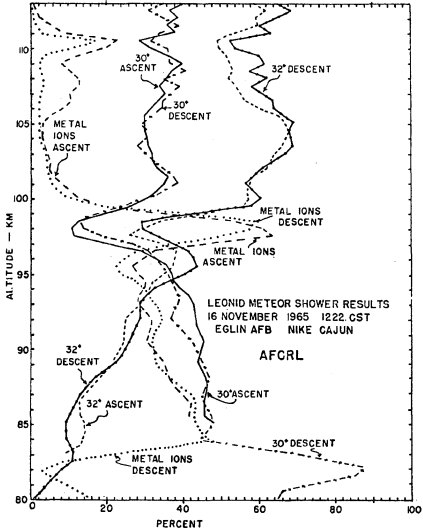 110
105
100
95
90
85
80
ALTITUDE — KM
30+
ASCENT
30+
DESCENT
32+ DESCENT
METAL
IONS
ASCENT
METAL IONS
DESCENT
METAL IONS
ASCENT
LEONID METEOR SHOWER RESULTS
16 NOVEMBER 1965 1222. CST
EGLIN AFB NIKE CAJUN
AFCRL
32+
DESCENT
32+ ASCENT
30+ASCENT
30+ DESCENT
METAL IONS
DESCENT
0 20 40 60 80 100
PERCENT